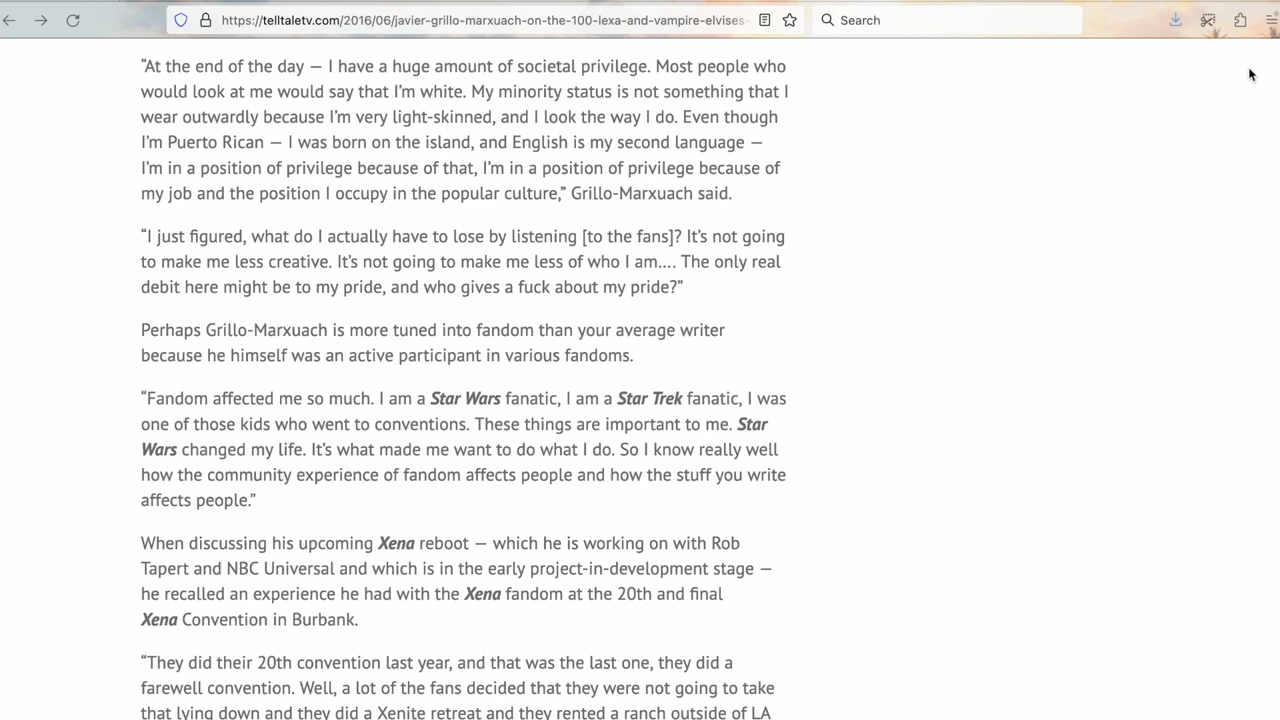 https://telltaletv.com/2016/06/javier-grillo-marxuach-on-the-100-lexa-and-vampire-elvises-
Search
“At the end of the day — I have a huge amount of societal privilege. Most people who
would look at me would say that I’m white. My minority status is not something that I
wear outwardly because I’m very light-skinned, and I look the way I do. Even though
I’m Puerto Rican — I was born on the island, and English is my second language —
I’m in a position of privilege because of that, I’m in a position of privilege because of
my job and the position I occupy in the popular culture,” Grillo-Marxuach said.
“I just figured, what do I actually have to lose by listening [to the fans]? It’s not going
to make me less creative. It’s not going to make me less of who I am…. The only real
debit here might be to my pride, and who gives a fuck about my pride?”
Perhaps Grillo-Marxuach is more tuned into fandom than your average writer
because he himself was an active participant in various fandoms.
“Fandom affected me so much. I am a Star Wars fanatic, I am a Star Trek fanatic, I was
one of those kids who went to conventions. These things are important to me. Star
Wars changed my life. It’s what made me want to do what I do. So I know really well
how the community experience of fandom affects people and how the stuff you write
affects people.”
When discussing his upcoming Xena reboot — which he is working on with Rob
Tapert and NBC Universal and which is in the early project-in-development stage —
he recalled an experience he had with the Xena fandom at the 20th and final
Xena Convention in Burbank.
“They did their 20th convention last year, and that was the last one, they did a
farewell convention. Well, a lot of the fans decided that they were not going to take
that lying down and they did a Xenite retreat and they rented a ranch outside of LA